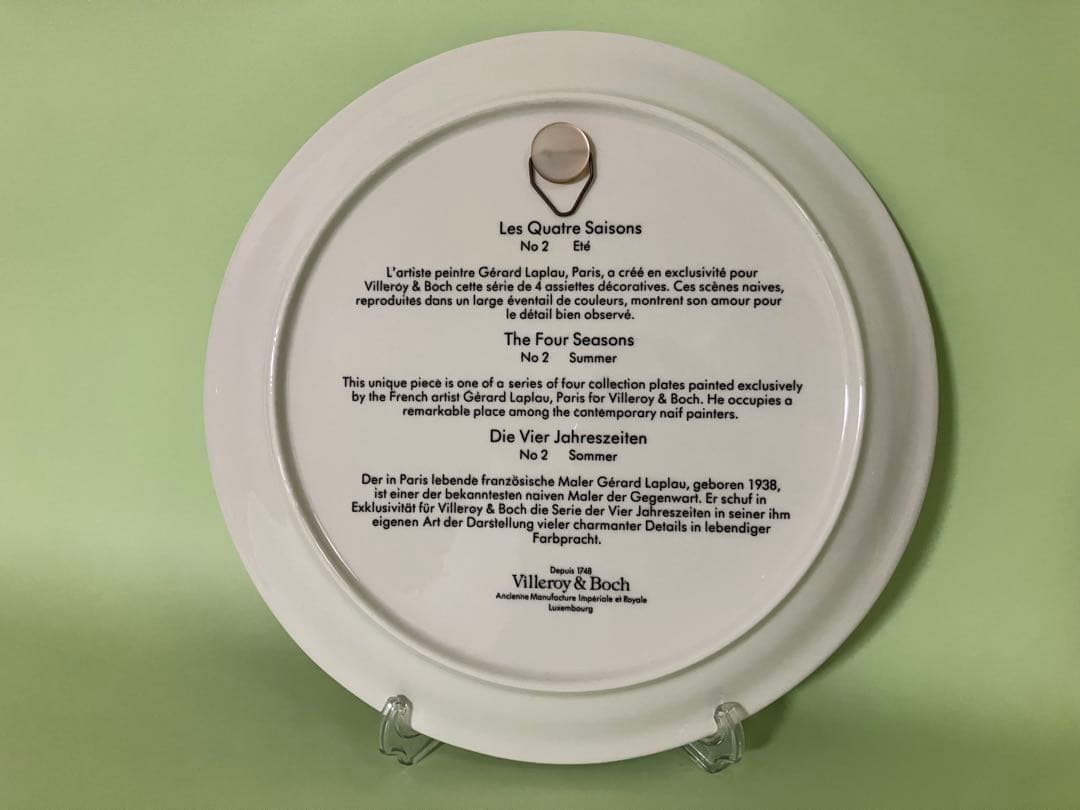 Les Quatre Saisons
No 2 Eté
L'artiste peintre Gérard Laplau, Paris, a créé en exclusivité pour
Villeroy & Boch cette série de 4 assiettes décoratives. Ces scènes naives,
reproduites dans un large éventail de couleurs, montrent son amour pour
le détail bien observé.
The Four Seasons
No 2 Summer
This unique piece is one of a series of four collection plates painted exclusively
by the French artist Gérard Laplau, Paris for Villeroy & Boch. He occupies a
remarkable place among the contemporary naif painters.
Die Vier Jahreszeiten
No 2 Sommer
Der in Paris lebende französische Maler Gérard Laplau, geboren 1938,
ist einer der bekanntesten naiven Maler der Gegenwart. Er schuf in
Exklusivität für Villeroy & Boch die Serie der Vier Jahreszeiten in seiner ihm
eigenen Art der Darstellung vieler charmanter Details in lebendiger
Farbpracht.
Depuis 1748
Villeroy & Boch
Ancienne Manufacture Impériale et Royale
Luxembourg